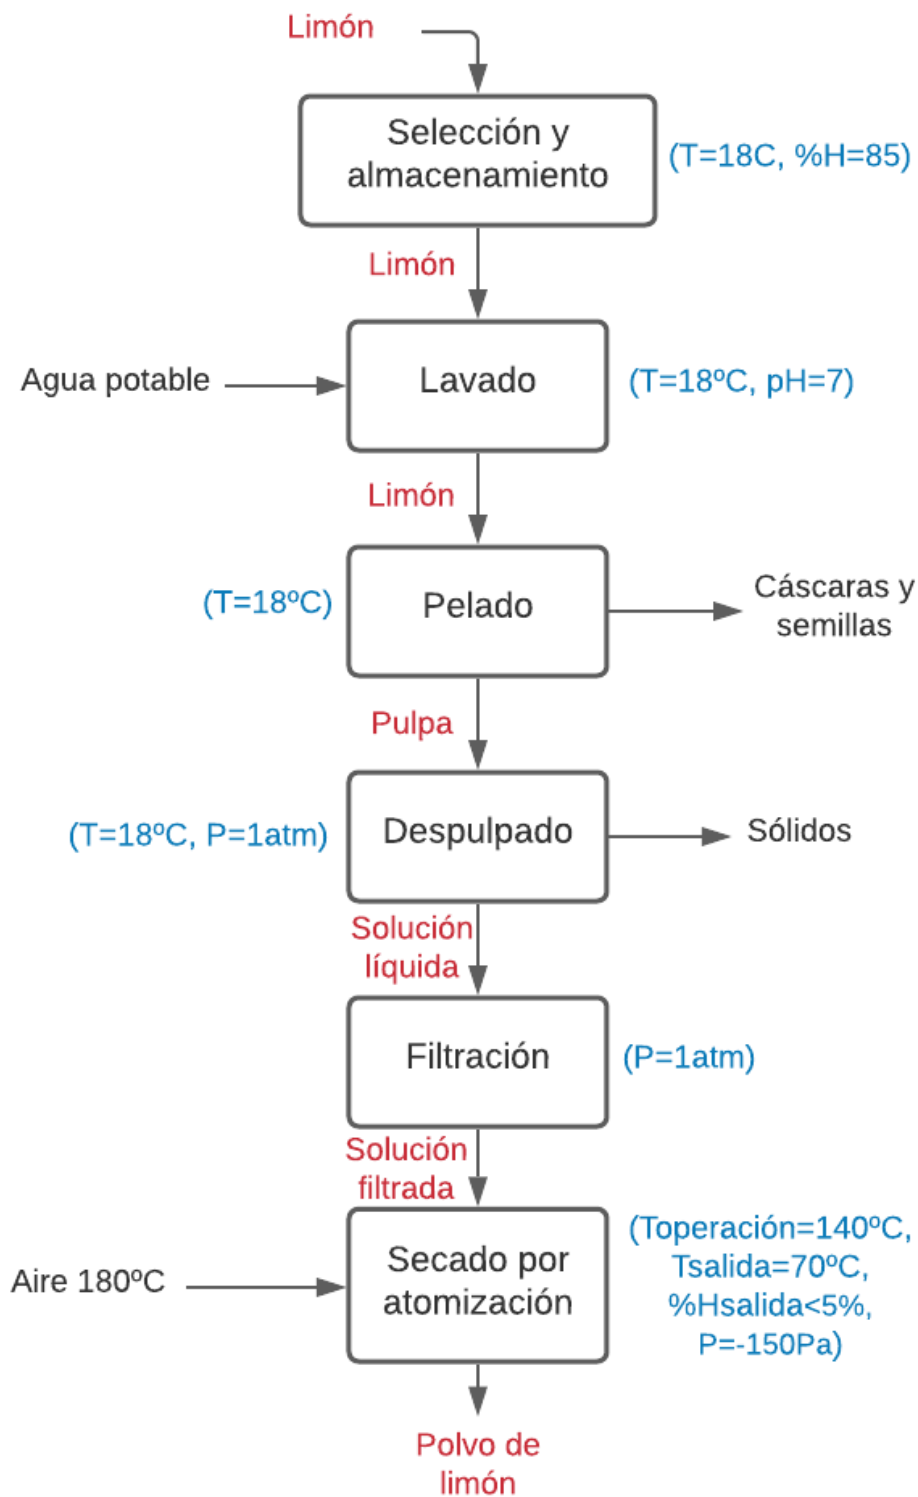 Limón
Selección y
almacenamiento
(T=18C, %H=85)
Limón
Agua potable
Lavado
(T=18ºC, pH=7)
Limón
(T=18ºC)
Pelado
Cáscaras y
semillas
Pulpa
(T=18ºC, P=1atm)
Despulpado
Sólidos
Solución
líquida
Filtración
(P=1atm)
Solución
filtrada
Aire 180ºC
Secado por
atomización
(Toperación=140ºC,
Tsalida=70ºC,
%Hsalida<5%,
P=-150Pa)
Polvo de
limón